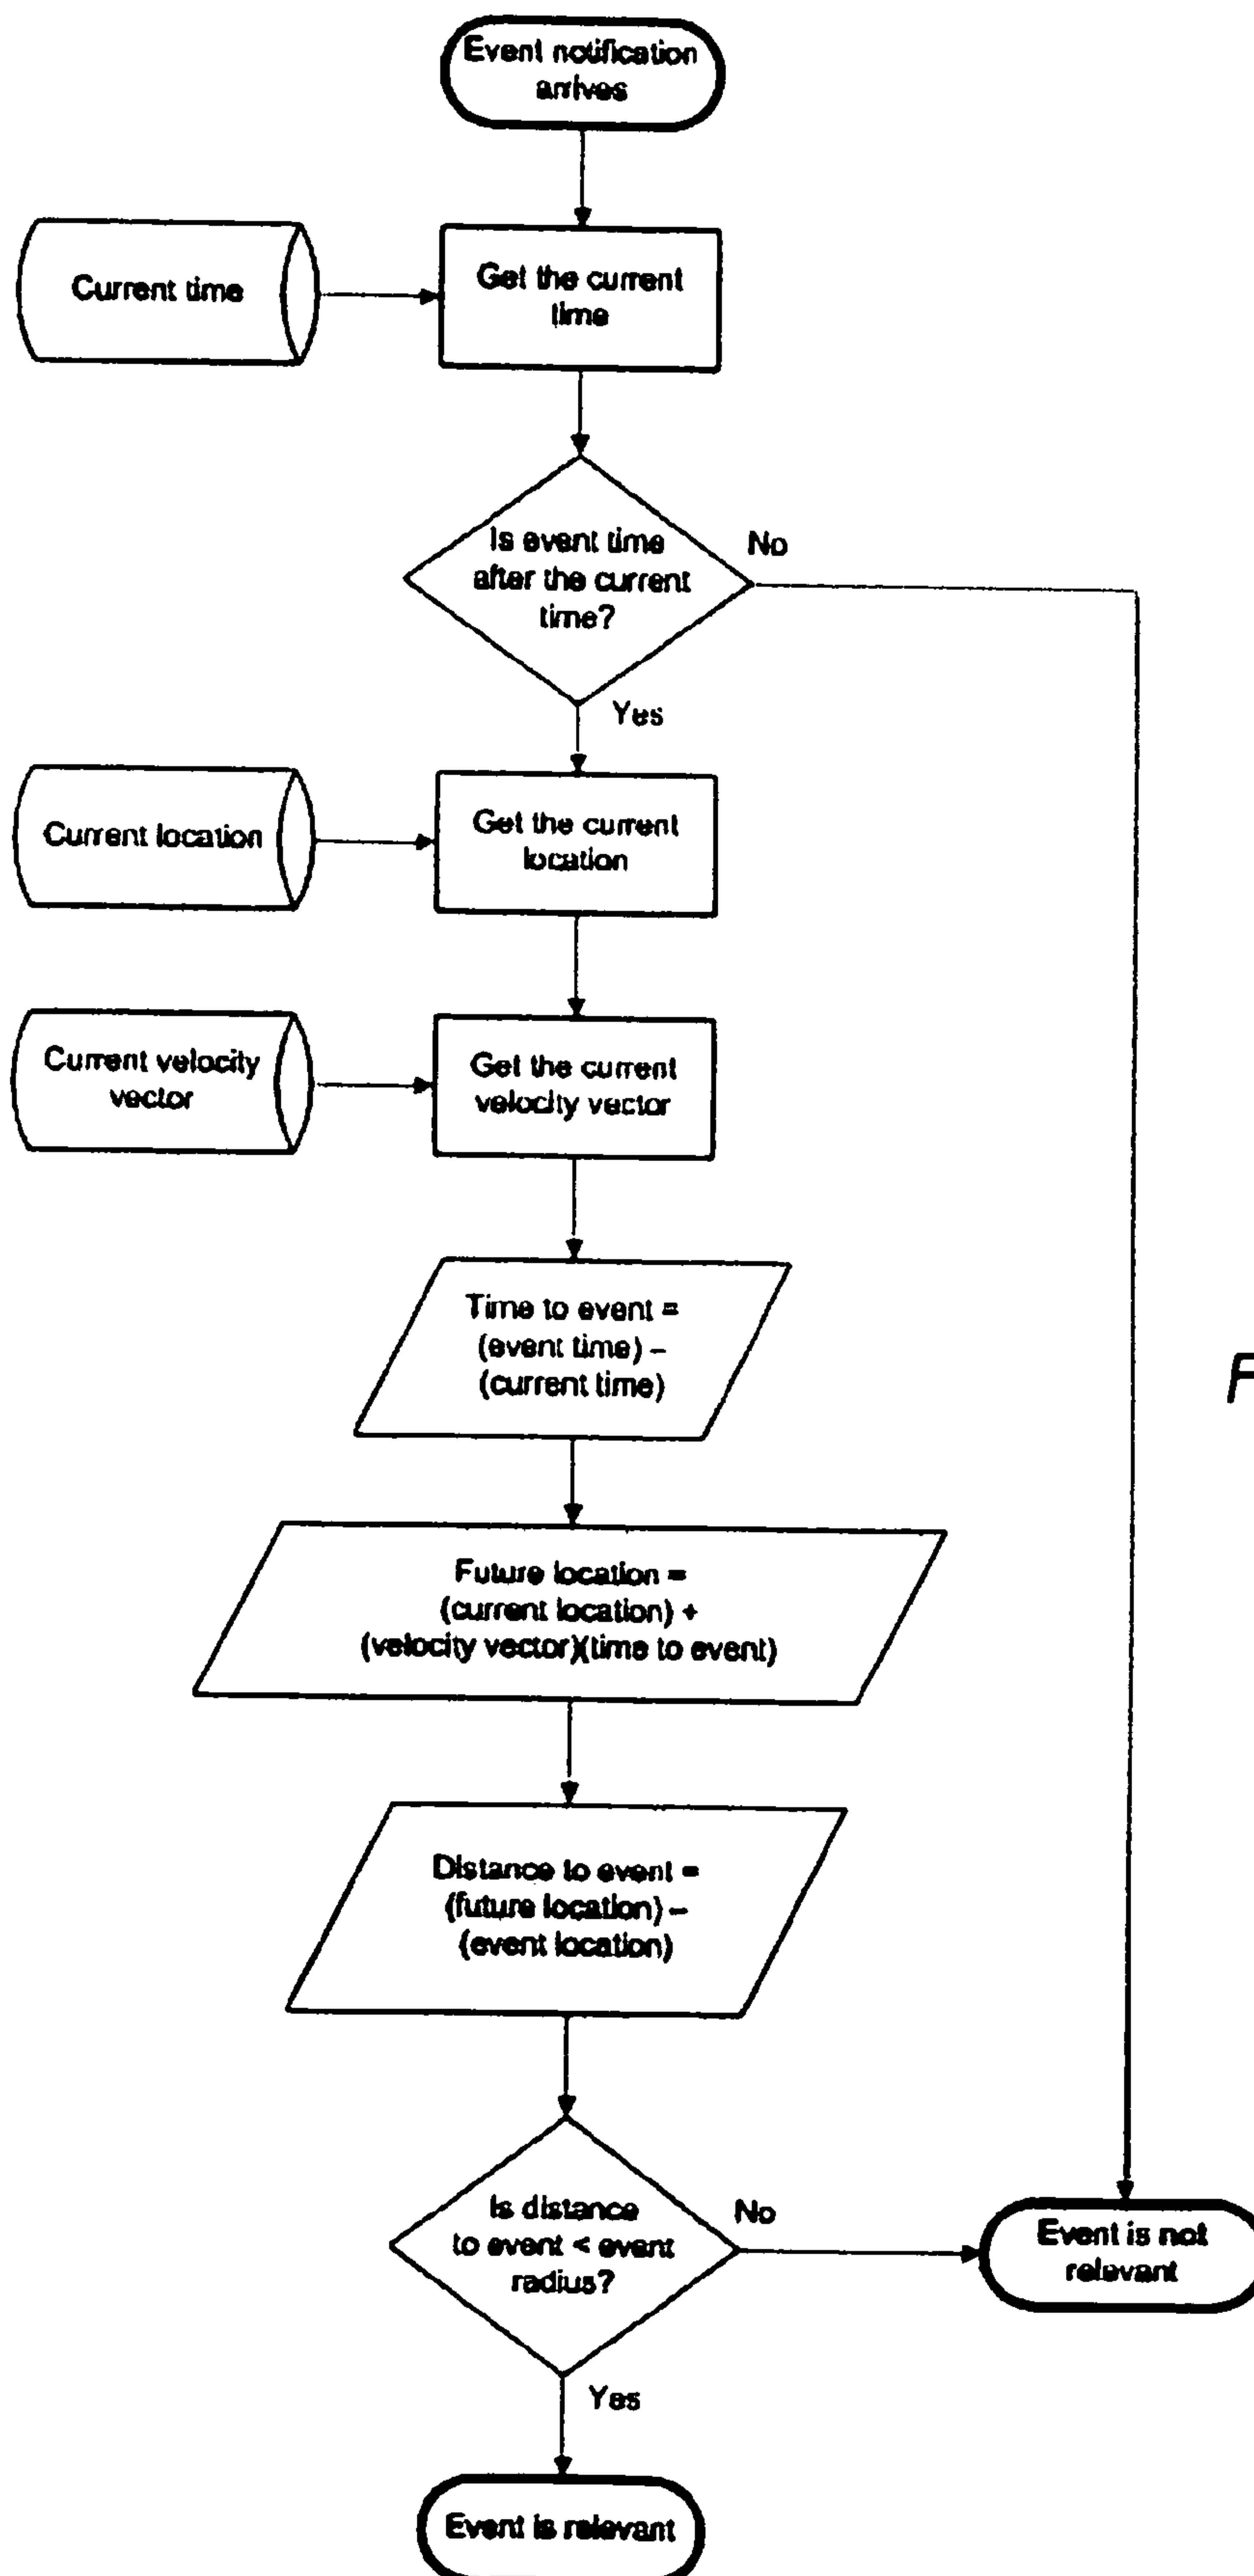 Event notification
arrives
Current time
Get the current
time
Is event time
after the current
time?
No
Yes
Current location
Get the current
location
Current velocity
vector
Get the current
velocity vector
Time to event =
(event time) –
(current time)
F
Future location =
(current location) +
(velocity vector)(time to event)
Distance to event =
(future location) –
(event location)
Is distance
to event < event
radius?
No
Event is not
relevant
Yes
Event is relevant